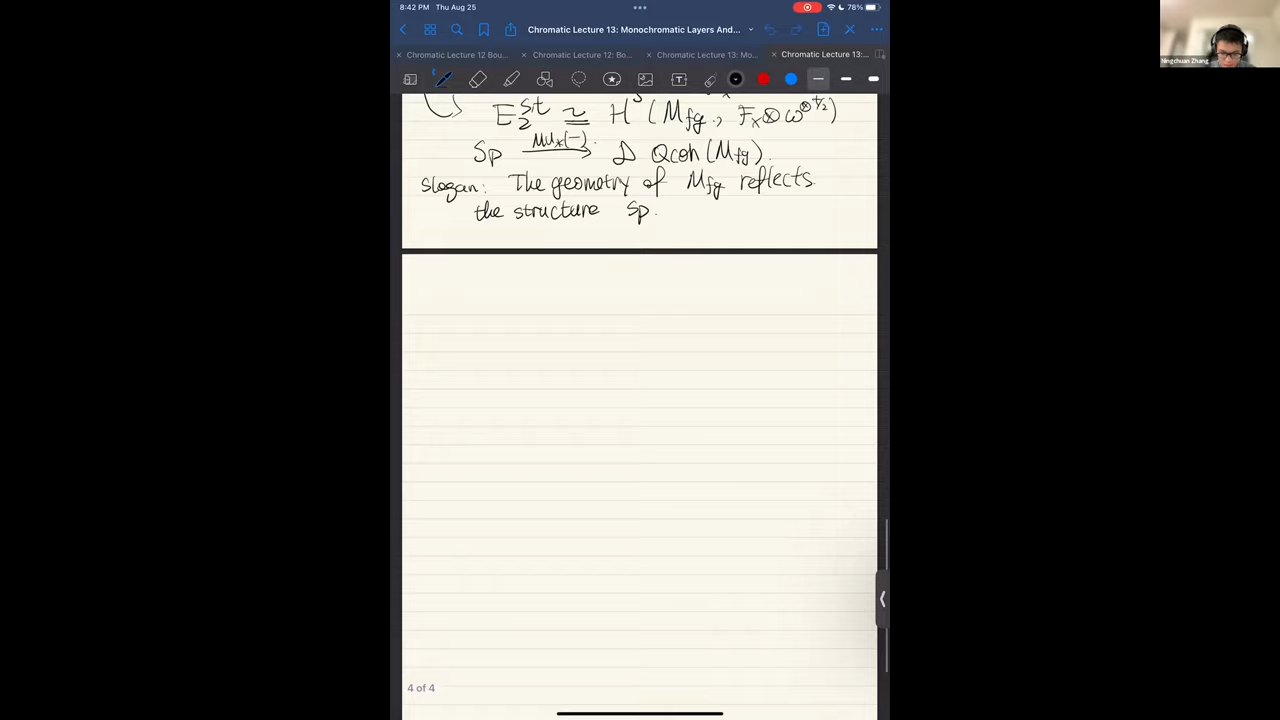 8:42 PM Thu Aug 25
78%
Chromatic Lecture 13: Monochromatic Layers And...
Chromatic Lecture 12 Bou...
Chromatic Lecture 12: Bo...
Chromatic Lecture 13: Mo...
Chromatic Lecture 13:...
E₂^{s,t} ≅ H^s (M_fg, F_x ⊗ ω^{⊗ t/2})
Sp —MU_*(-)→ D Qcoh (M_fg).
Slogan: The geometry of M_fg reflects
the structure Sp.
4 of 4
Ningchuan Zhang